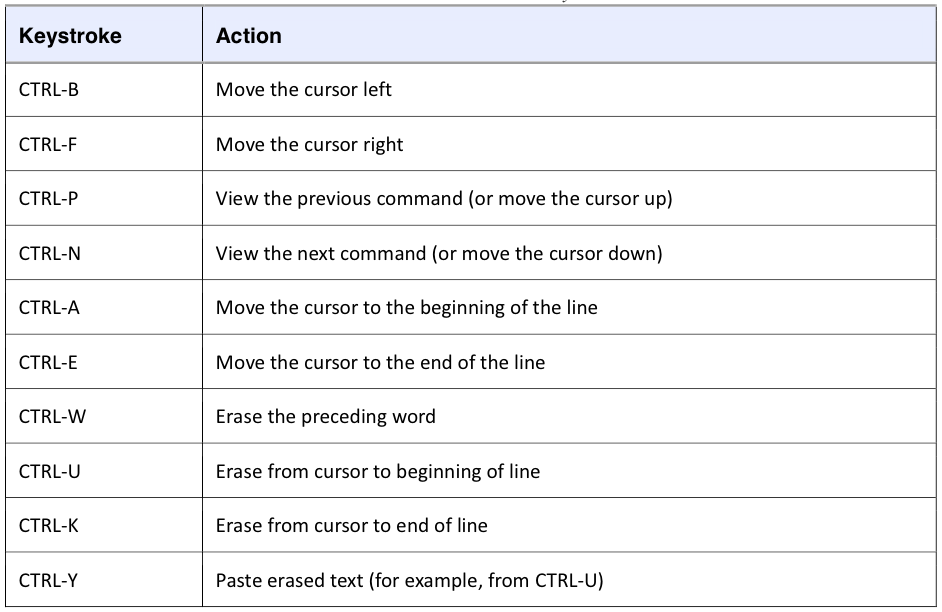 Keystroke Action
CTRL-B Move the cursor left
CTRL-F Move the cursor right
CTRL-P View the previous command (or move the cursor up)
CTRL-N View the next command (or move the cursor down)
CTRL-A Move the cursor to the beginning of the line
CTRL-E Move the cursor to the end of the line
CTRL-W Erase the preceding word
CTRL-U Erase from cursor to beginning of line
CTRL-K Erase from cursor to end of line
CTRL-Y Paste erased text (for example, from CTRL-U)